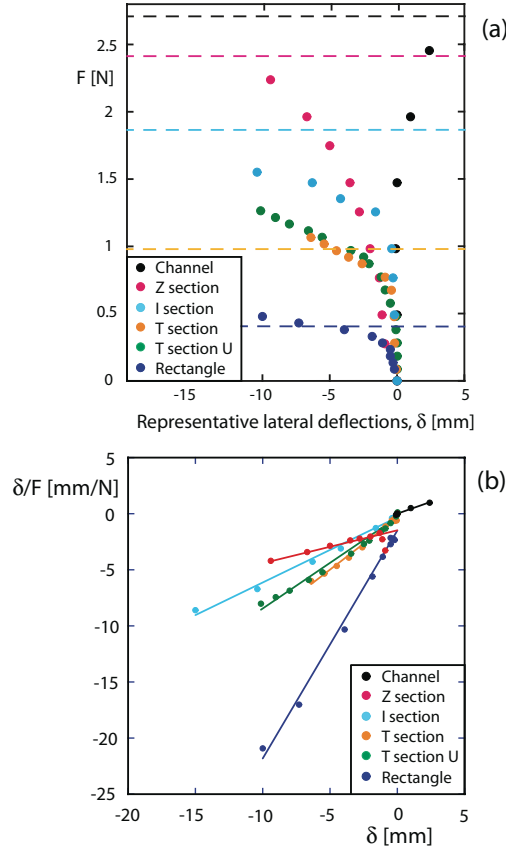 (a)
2.5
F [N]
2
1.5
1
0.5
0
Channel
Z section
I section
T section
T section U
Rectangle
-15
-10
-5
0
5
Representative lateral deflections, δ [mm]
(b)
5
δ/F [mm/N]
0
-5
-10
-15
-20
-25
Channel
Z section
I section
T section
T section U
Rectangle
-20
-15
-10
-5
0
5
δ [mm]